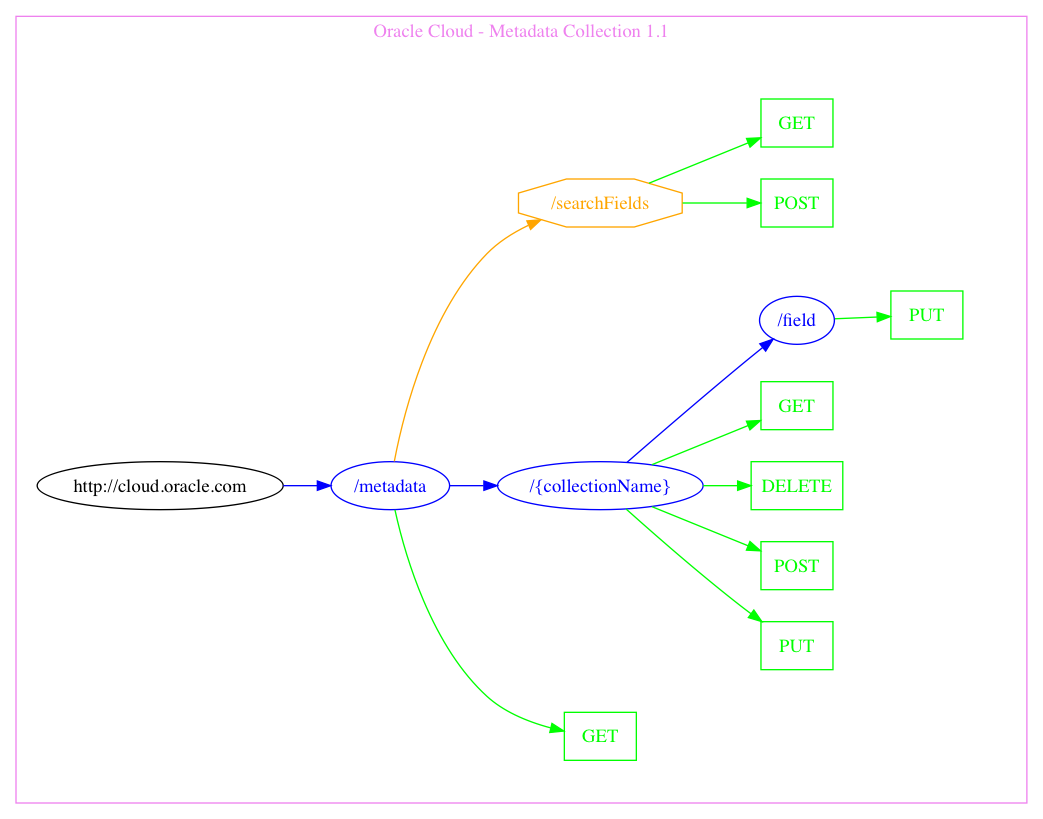 Oracle Cloud - Metadata Collection 1.1
GET
/searchFields
POST
/field
PUT
GET
http://cloud.oracle.com
/metadata
/{collectionName}
DELETE
POST
PUT
GET